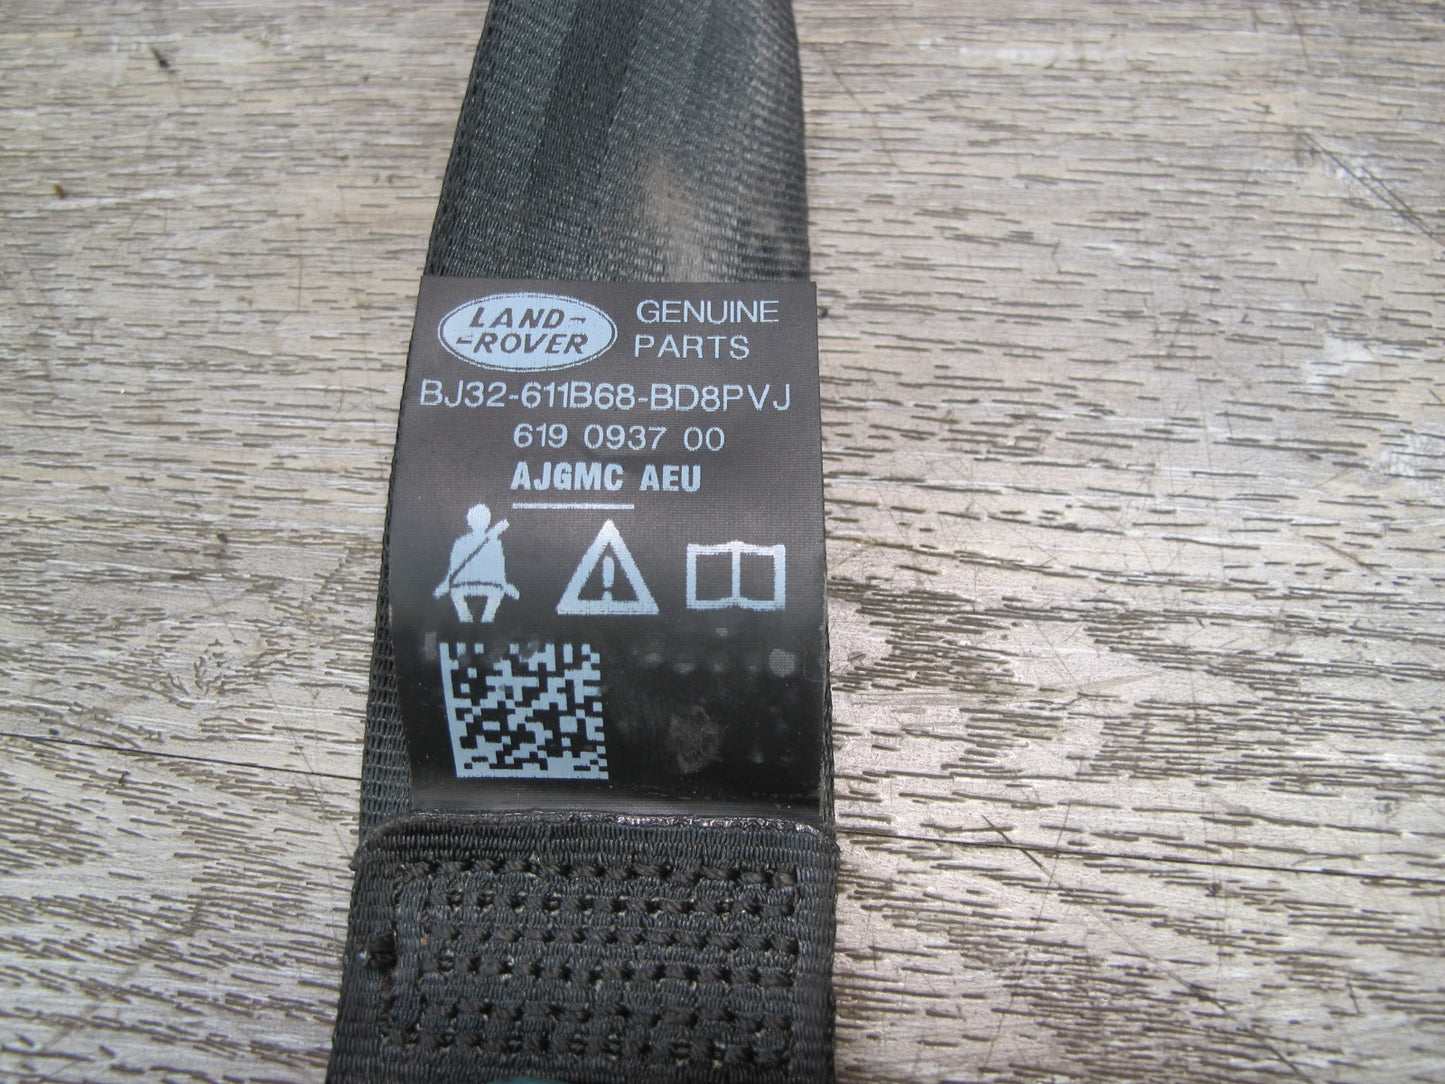 LAND-
-ROVER
GENUINE
PARTS
BJ32-611B68-BD8PVJ
619 0937 00
AJGMC AEU